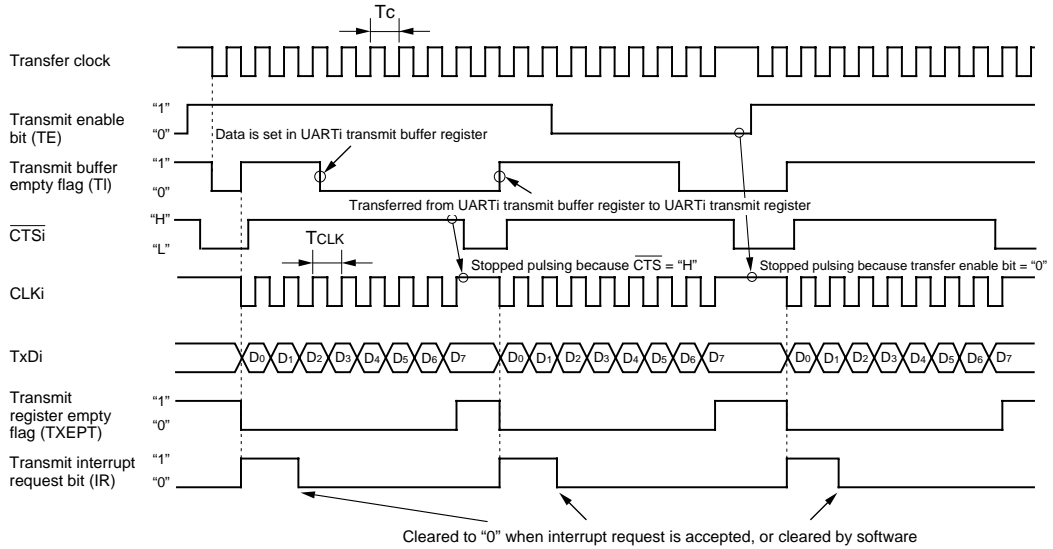 Tc
Transfer clock
Transmit enable
bit (TE)
“1”
“0”
Data is set in UARTi transmit buffer register
Transmit buffer
empty flag (TI)
“1”
“0”
Transferred from UARTi transmit buffer register to UARTi transmit register
CTSi
“H”
“L”
TCLK
Stopped pulsing because CTS = “H”
Stopped pulsing because transfer enable bit = “0”
CLKi
TxDi
D0 D1 D2 D3 D4 D5 D6 D7 D0 D1 D2 D3 D4 D5 D6 D7 D0 D1 D2 D3 D4 D5 D6 D7
Transmit
register empty
flag (TXEPT)
“1”
“0”
Transmit interrupt
request bit (IR)
“1”
“0”
Cleared to “0” when interrupt request is accepted, or cleared by software